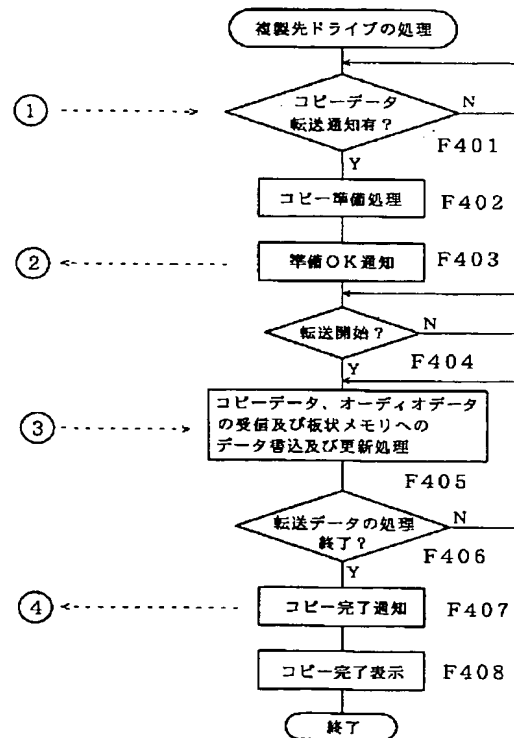 複製先ドライブの処理
①
コピーデータ
転送通知有？
N
F401
Y
コピー準備処理
F402
②
準備OK通知
F403
転送開始？
N
F404
Y
③
コピーデータ、オーディオデータ
の受信及び板状メモリへの
データ書込及び更新処理
F405
転送データの処理
終了？
N
F406
Y
④
コピー完了通知
F407
コピー完了表示
F408
終了